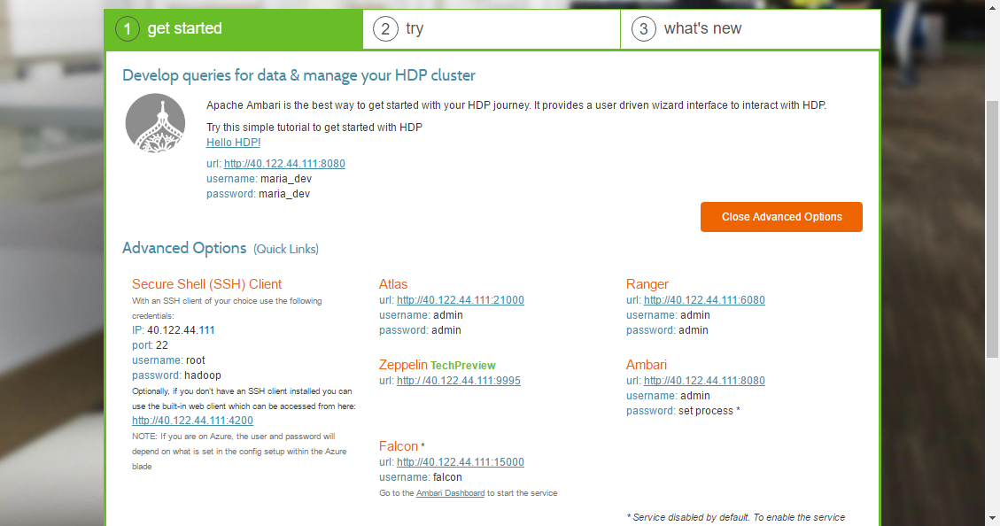 1 get started
2 try
3 what's new
Develop queries for data & manage your HDP cluster
Apache Ambari is the best way to get started with your HDP journey. It provides a user driven wizard interface to interact with HDP.
Try this simple tutorial to get started with HDP
Hello HDP!
url: http://40.122.44.111:8080
username: maria_dev
password: maria_dev
Close Advanced Options
Advanced Options (Quick Links)
Secure Shell (SSH) Client
With an SSH client of your choice use the following
credentials:
IP: 40.122.44.111
port: 22
username: root
password: hadoop
Optionally, if you don't have an SSH client installed you can
use the built-in web client which can be accessed from here:
http://40.122.44.111:4200
NOTE: If you are on Azure, the user and password will
depend on what is set in the config setup within the Azure
blade
Atlas
url: http://40.122.44.111:21000
username: admin
password: admin
Zeppelin TechPreview
url: http://40.122.44.111:9995
Falcon *
url: http://40.122.44.111:15000
username: falcon
Go to the Ambari Dashboard to start the service
Ranger
url: http://40.122.44.111:6080
username: admin
password: admin
Ambari
url: http://40.122.44.111:8080
username: admin
password: set process *
* Service disabled by default. To enable the service